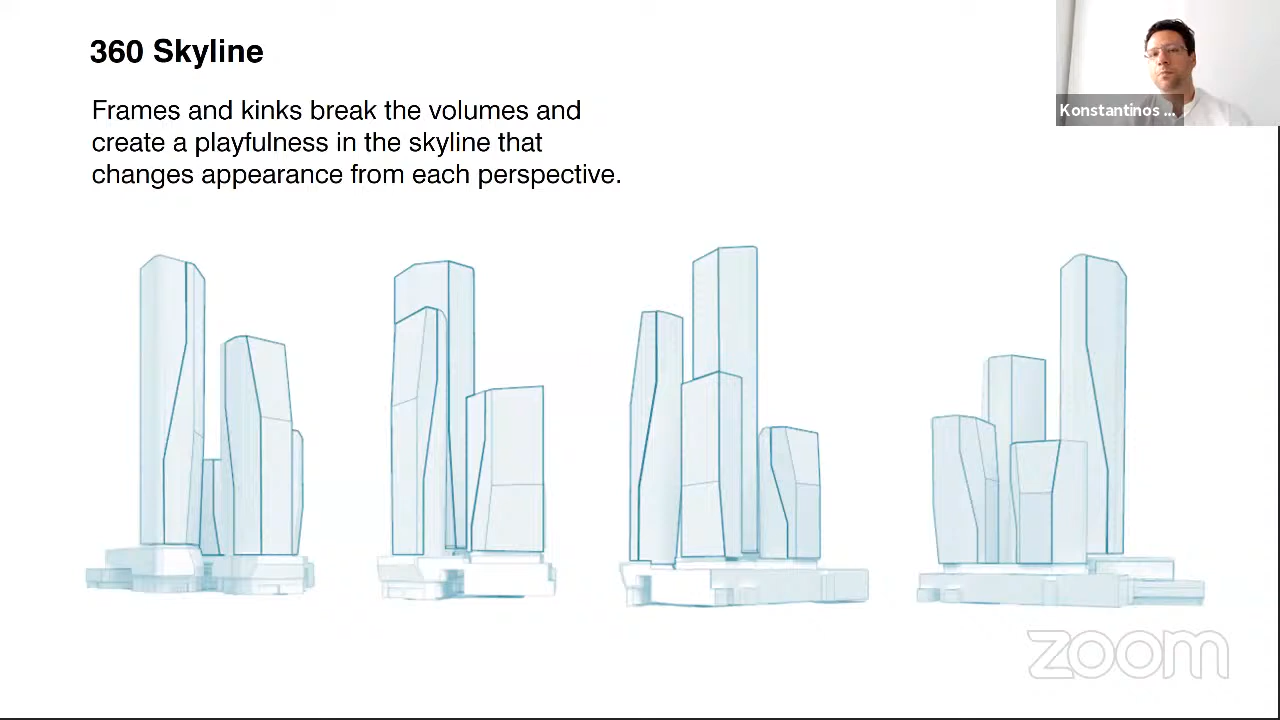 360 Skyline
Konstantinos ...
Frames and kinks break the volumes and
create a playfulness in the skyline that
changes appearance from each perspective.
zoom